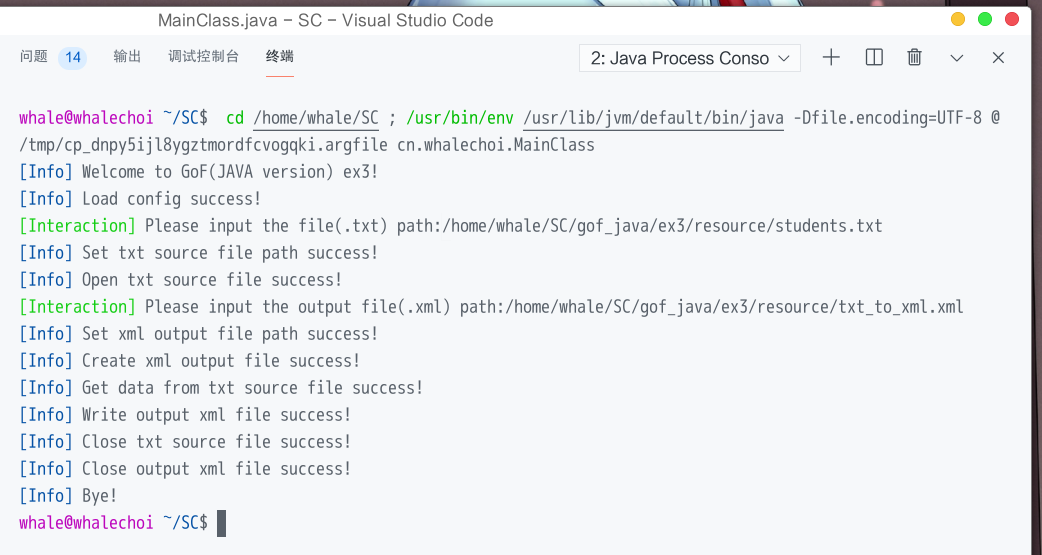 MainClass.java - SC - Visual Studio Code
问题 14 输出 调试控制台 终端 2: Java Process Conso
whale@whalechoi ~/SC$ cd /home/whale/SC ; /usr/bin/env /usr/lib/jvm/default/bin/java -Dfile.encoding=UTF-8 @
/tmp/cp_dnpy5ijl8ygztmordfcvogqki.argfile cn.whalechoi.MainClass
[Info] Welcome to GoF(JAVA version) ex3!
[Info] Load config success!
[Interaction] Please input the file(.txt) path:/home/whale/SC/gof_java/ex3/resource/students.txt
[Info] Set txt source file path success!
[Info] Open txt source file success!
[Interaction] Please input the output file(.xml) path:/home/whale/SC/gof_java/ex3/resource/txt_to_xml.xml
[Info] Set xml output file path success!
[Info] Create xml output file success!
[Info] Get data from txt source file success!
[Info] Write output xml file success!
[Info] Close txt source file success!
[Info] Close output xml file success!
[Info] Bye!
whale@whalechoi ~/SC$